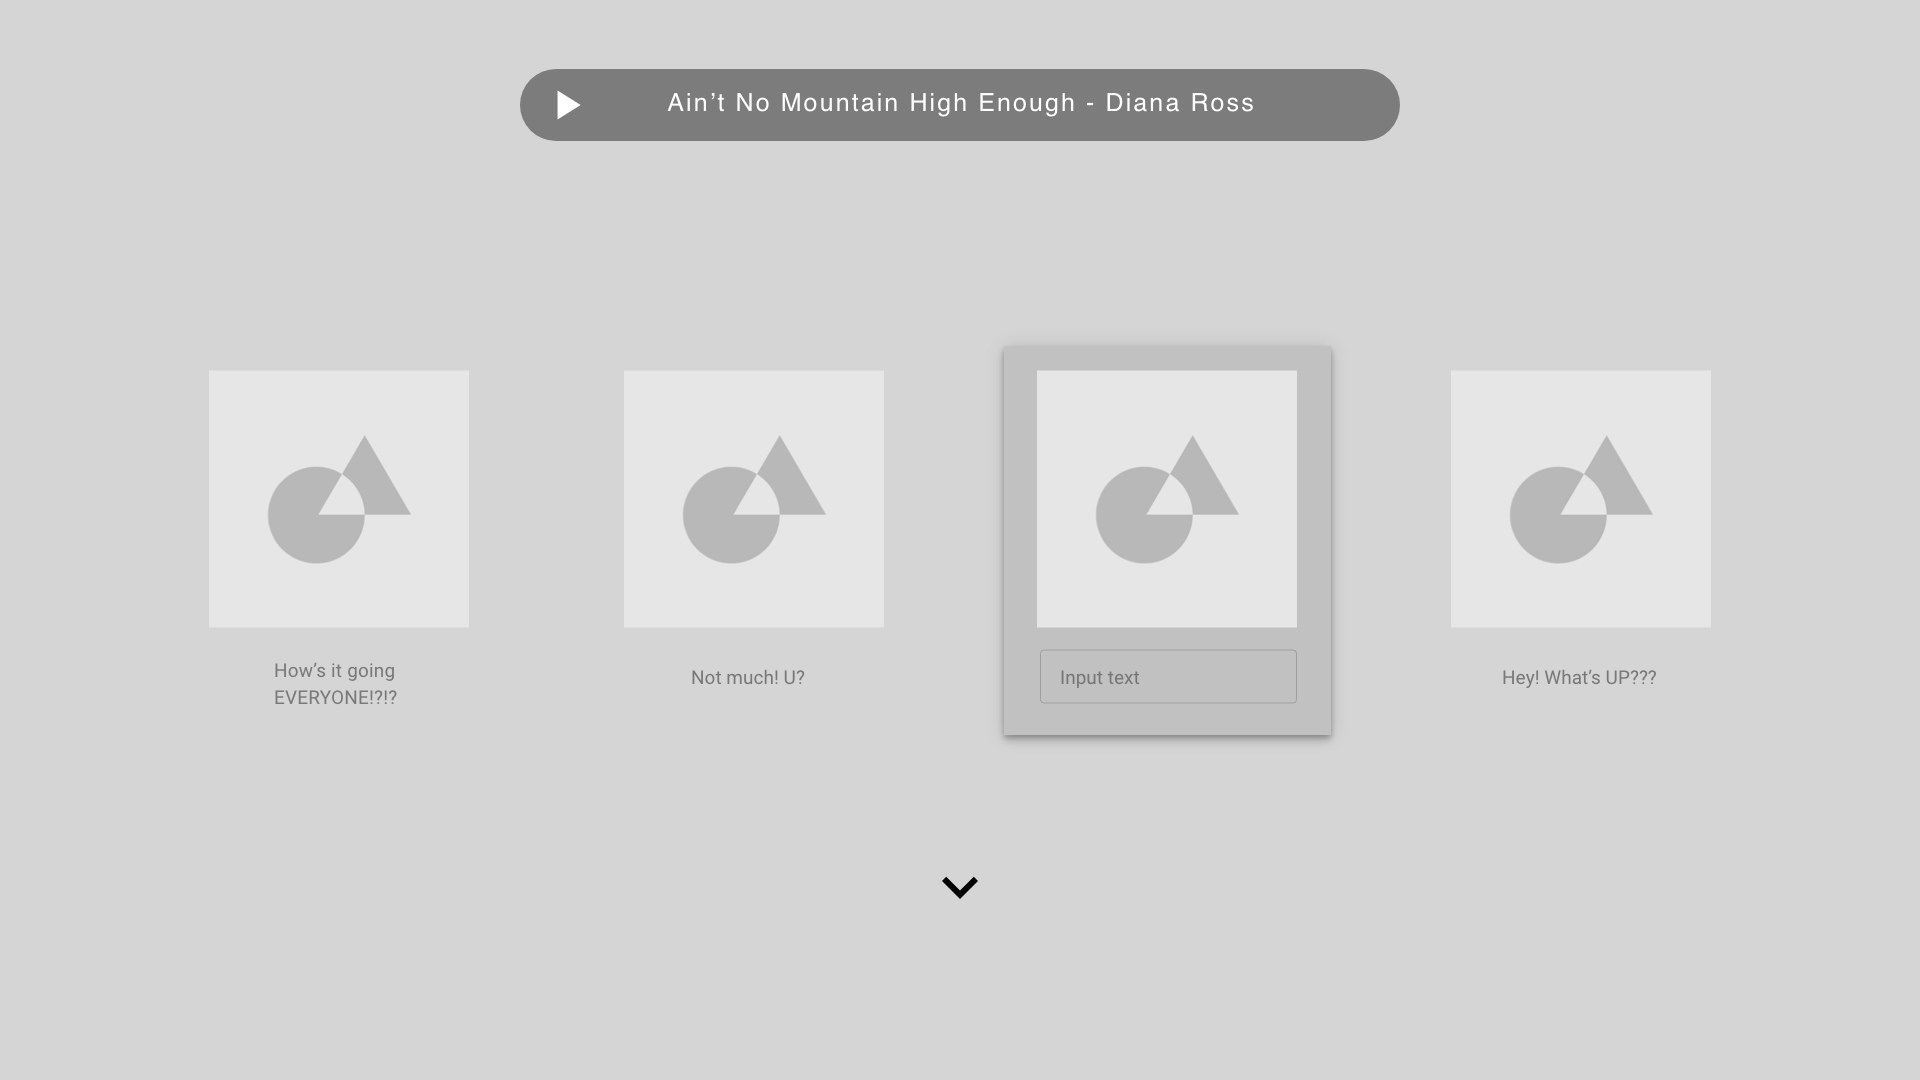 Ain’t No Mountain High Enough - Diana Ross
How’s it going
EVERYONE!?!?
Not much! U?
Input text
Hey! What’s UP???